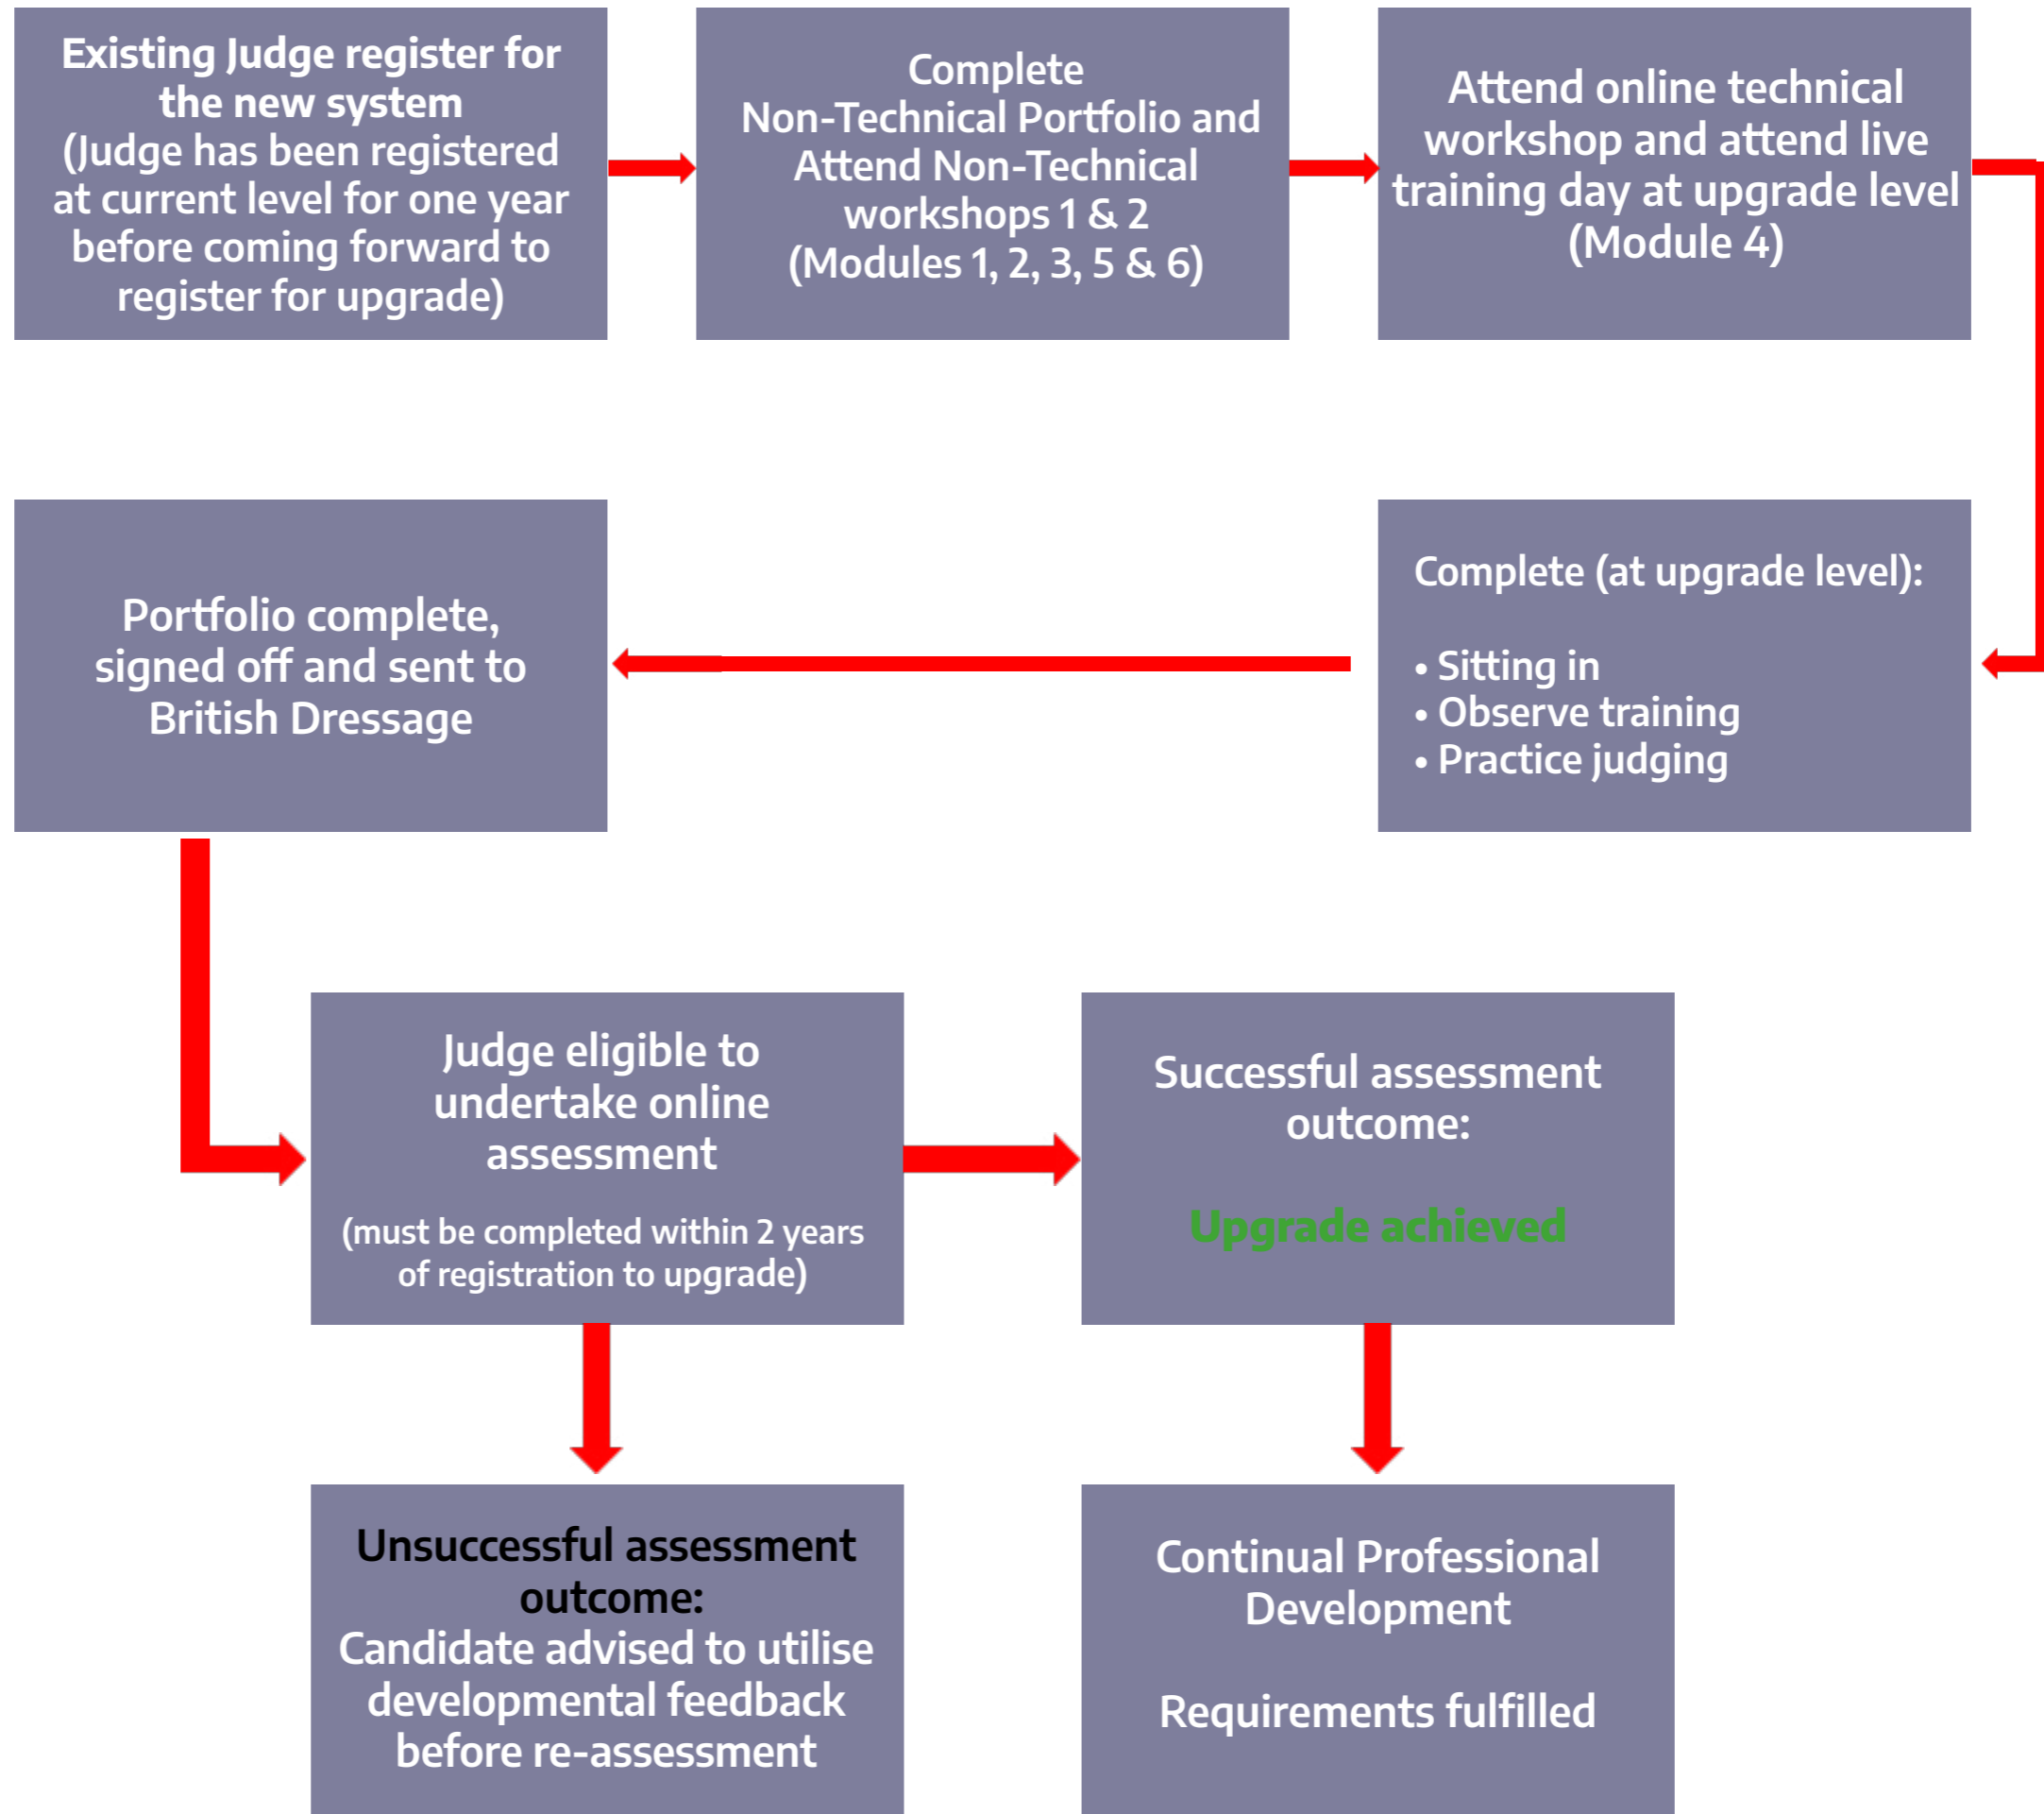 Existing Judge register for
the new system
(Judge has been registered
at current level for one year
before coming forward to
register for upgrade)
Complete
Non-Technical Portfolio and
Attend Non-Technical
workshops 1 & 2
(Modules 1, 2, 3, 5 & 6)
Attend online technical
workshop and attend live
training day at upgrade level
(Module 4)
Complete (at upgrade level):
• Sitting in
• Observe training
• Practice judging
Portfolio complete,
signed off and sent to
British Dressage
Judge eligible to
undertake online
assessment
(must be completed within 2 years
of registration to upgrade)
Successful assessment
outcome:
Upgrade achieved
Unsuccessful assessment
outcome:
Candidate advised to utilise
developmental feedback
before re-assessment
Continual Professional
Development
Requirements fulfilled